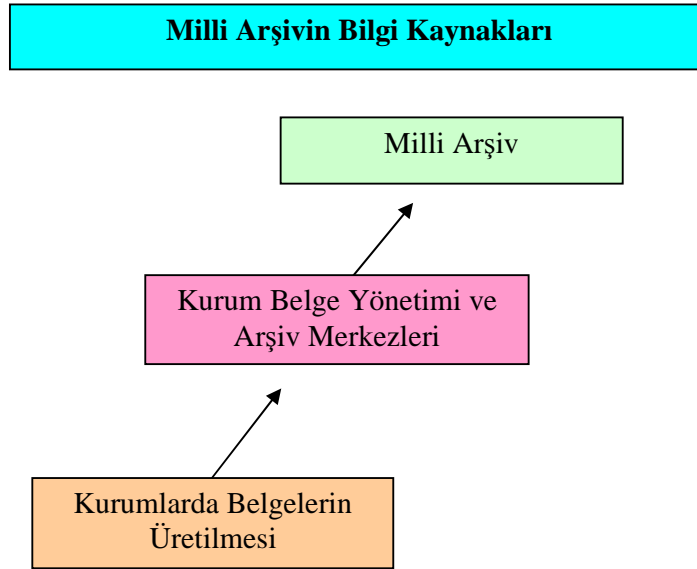 Milli Arşivin Bilgi Kaynakları
Milli Arşiv
Kurum Belge Yönetimi ve
Arşiv Merkezleri
Kurumlarda Belgelerin
Üretilmesi